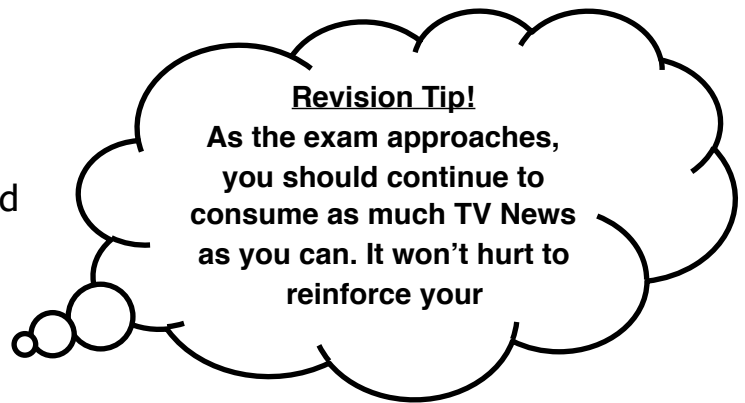 Revision Tip!
As the exam approaches,
you should continue to
d
consume as much TV News
as you can. It won't hurt to
reinforce your